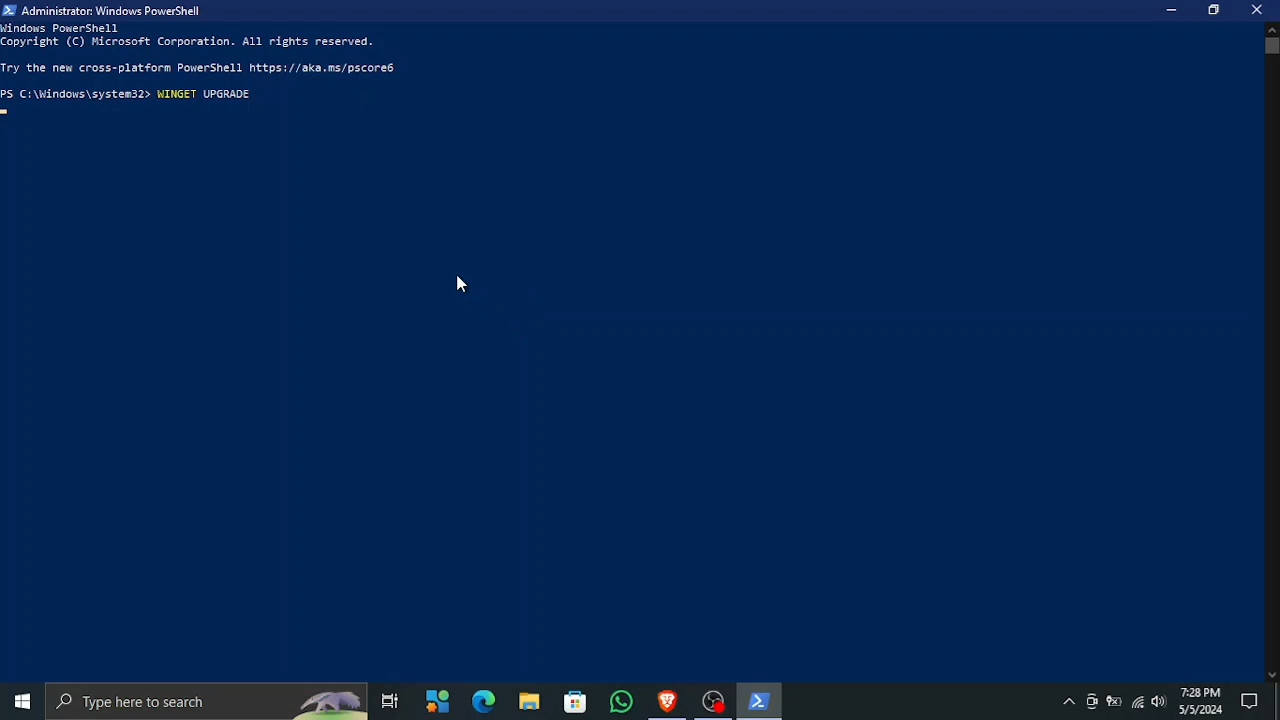 Administrator: Windows PowerShell
Windows PowerShell
Copyright (C) Microsoft Corporation. All rights reserved.
Try the new cross-platform PowerShell https://aka.ms/pscore6
PS C:\Windows\system32> WINGET UPGRADE
Type here to search
7:28 PM
5/5/2024